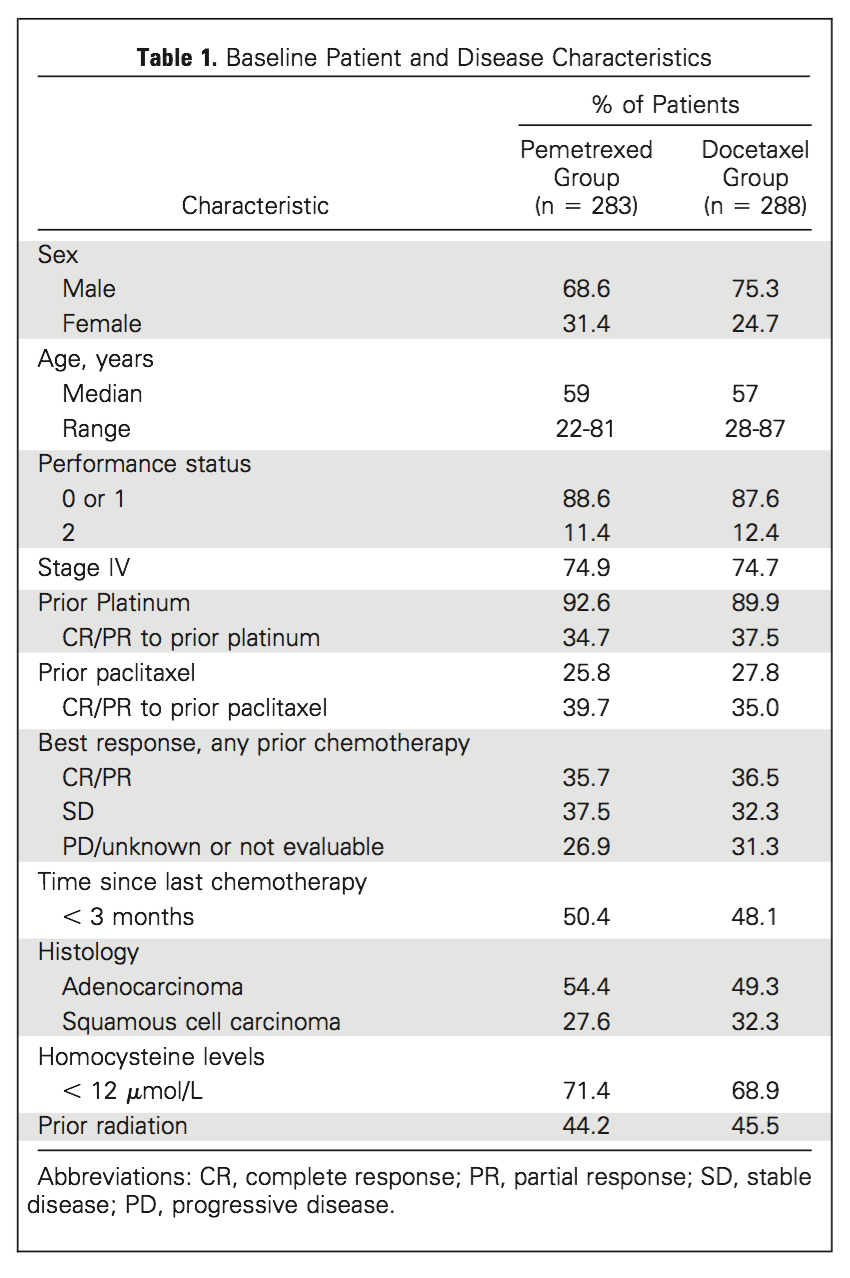 Table 1. Baseline Patient and Disease Characteristics
% of Patients
Characteristic
Pemetrexed
Group
(n = 283)
Docetaxel
Group
(n = 288)
Sex
Male 68.6 75.3
Female 31.4 24.7
Age, years
Median 59 57
Range 22-81 28-87
Performance status
0 or 1 88.6 87.6
2 11.4 12.4
Stage IV 74.9 74.7
Prior Platinum 92.6 89.9
CR/PR to prior platinum 34.7 37.5
Prior paclitaxel 25.8 27.8
CR/PR to prior paclitaxel 39.7 35.0
Best response, any prior chemotherapy
CR/PR 35.7 36.5
SD 37.5 32.3
PD/unknown or not evaluable 26.9 31.3
Time since last chemotherapy
< 3 months 50.4 48.1
Histology
Adenocarcinoma 54.4 49.3
Squamous cell carcinoma 27.6 32.3
Homocysteine levels
< 12 μmol/L 71.4 68.9
Prior radiation 44.2 45.5
Abbreviations: CR, complete response; PR, partial response; SD, stable
disease; PD, progressive disease.